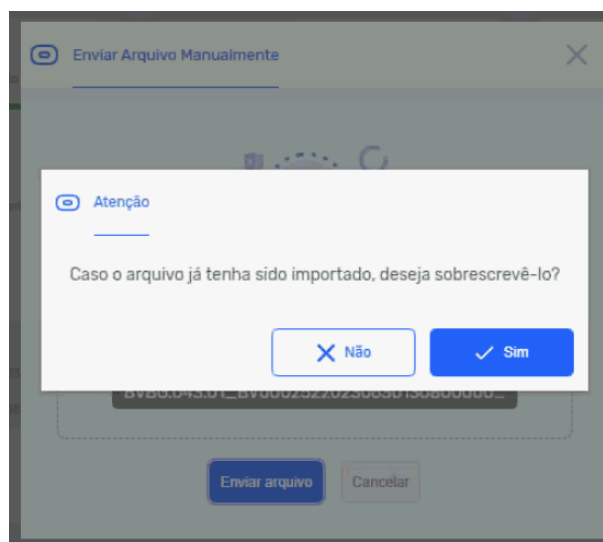 Enviar Arquivo Manualmente
Atenção
Caso o arquivo já tenha sido importado, deseja sobrescrevê-lo?
Não
Sim
Enviar arquivo
Cancelar